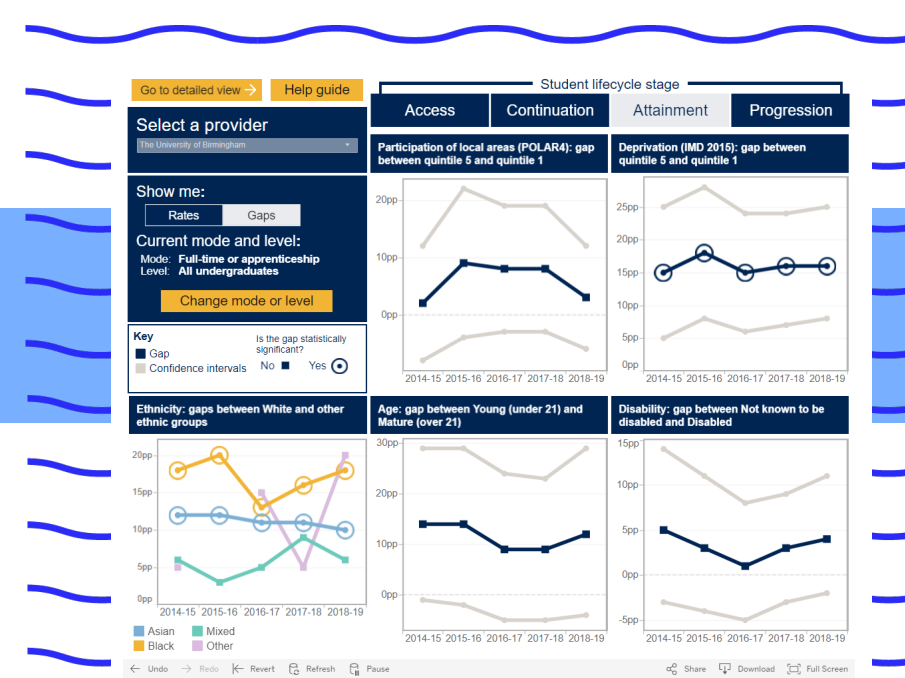 Go to detailed view
Help guide
Student lifecycle stage
Access
Continuation
Attainment
Progression
Select a provider
The University of Birmingham
Show me:
Rates
Gaps
Current mode and level:
Mode: Full-time or apprenticeship
Level: All undergraduates
Change mode or level
Key
Gap
Confidence intervals
Is the gap statistically
significant?
No
Yes
Participation of local areas (POLAR4): gap
between quintile 5 and quintile 1
20pp
10pp
0pp
2014-15 2015-16 2016-17 2017-18 2018-19
Deprivation (IMD 2015): gap between
quintile 5 and quintile 1
25pp
20pp
15pp
10pp
5pp
0pp
2014-15 2015-16 2016-17 2017-18 2018-19
Ethnicity: gaps between White and other
ethnic groups
20pp
15pp
10pp
5pp
0pp
2014-15 2015-16 2016-17 2017-18 2018-19
Asian
Mixed
Black
Other
Age: gap between Young (under 21) and
Mature (over 21)
30pp
20pp
10pp
0pp
2014-15 2015-16 2016-17 2017-18 2018-19
Disability: gap between Not known to be
disabled and Disabled
15pp
10pp
5pp
0pp
-5pp
2014-15 2015-16 2016-17 2017-18 2018-19
Undo
Redo
Revert
Refresh
Pause
Share
Download
Full Screen